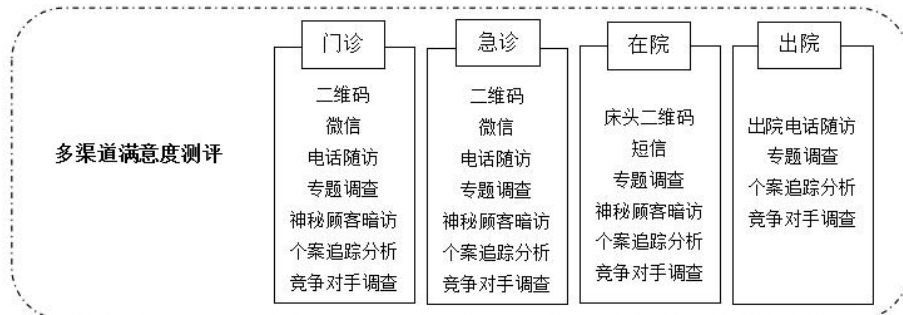 多渠道满意度测评
门诊
二维码
微信
电话随访
专题调查
神秘顾客暗访
个案追踪分析
竞争对手调查
急诊
二维码
微信
电话随访
专题调查
神秘顾客暗访
个案追踪分析
竞争对手调查
在院
床头二维码
短信
专题调查
神秘顾客暗访
个案追踪分析
竞争对手调查
出院
出院电话随访
专题调查
个案追踪分析
竞争对手调查